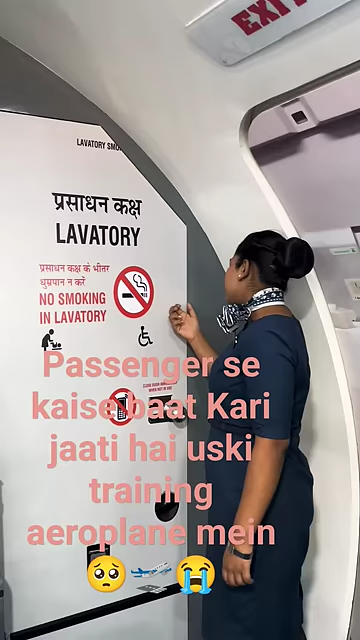 EXIT
LAVATORY SMO
प्रसाधन कक्ष
LAVATORY
प्रसाधन कक्ष के भीतर
धुम्रपान न करें
NO SMOKING
IN LAVATORY
Passenger se
kaise baat Kari
jaati hai uski
training
aeroplane mein
🥺🛫😭